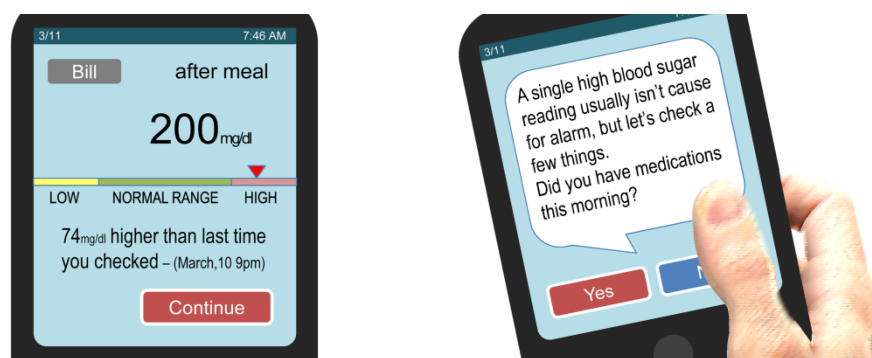 3/11 7:46 AM
Bill after meal
200mg/dl
LOW NORMAL RANGE HIGH
74mg/dl higher than last time
you checked – (March,10 9pm)
Continue
3/11
A single high blood sugar
reading usually isn't cause
for alarm, but let's check a
few things.
Did you have medications
this morning?
Yes